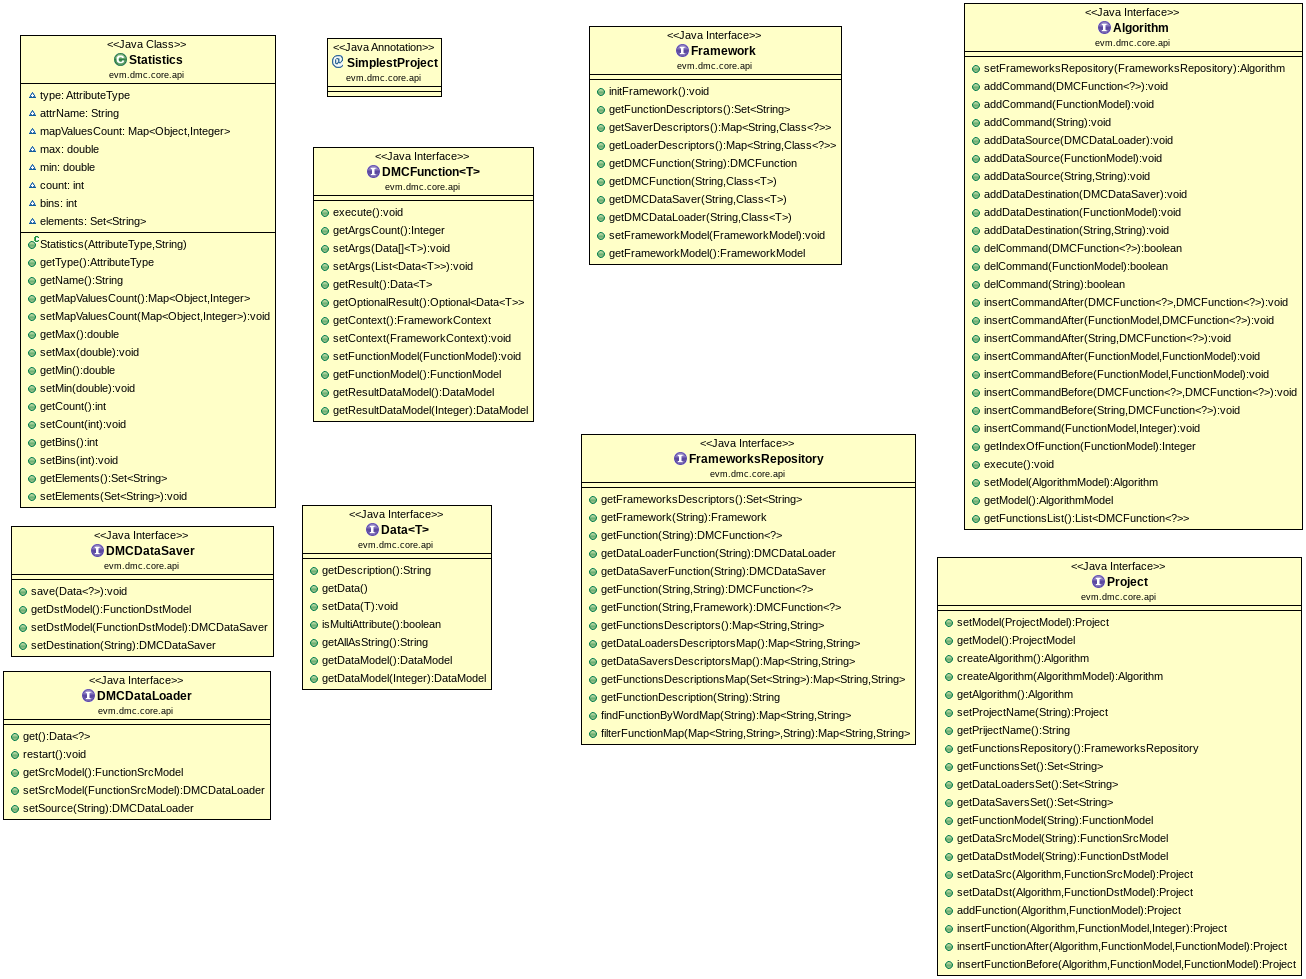 <<Java Class>>
Statistics
evm.dmc.core.api
type: AttributeType
attrName: String
mapValuesCount: Map<Object,Integer>
max: double
min: double
count: int
bins: int
elements: Set<String>
Statistics(AttributeType,String)
getType():AttributeType
getName():String
getMapValuesCount():Map<Object,Integer>
setMapValuesCount(Map<Object,Integer>):void
getMax():double
setMax(double):void
getMin():double
setMin(double):void
getCount():int
setCount(int):void
getBins():int
setBins(int):void
getElements():Set<String>
setElements(Set<String>):void
<<Java Interface>>
DMCDataSaver
evm.dmc.core.api
save(Data<?>):void
getDstModel():FunctionDstModel
setDstModel(FunctionDstModel):DMCDataSaver
setDestination(String):DMCDataSaver
<<Java Interface>>
DMCDataLoader
evm.dmc.core.api
get():Data<?>
restart():void
getSrcModel():FunctionSrcModel
setSrcModel(FunctionSrcModel):DMCDataLoader
setSource(String):DMCDataLoader
<<Java Annotation>>
SimplestProject
evm.dmc.core.api
<<Java Interface>>
DMCFunction<T>
evm.dmc.core.api
execute():void
getArgsCount():Integer
setArgs(Data[]<T>):void
setArgs(List<Data<T>>):void
getResult():Data<T>
getOptionalResult():Optional<Data<T>>
getContext():FrameworkContext
setContext(FrameworkContext):void
setFunctionModel(FunctionModel):void
getFunctionModel():FunctionModel
getResultDataModel():DataModel
getResultDataModel(Integer):DataModel
<<Java Interface>>
Data<T>
evm.dmc.core.api
getDescription():String
getData()
setData(T):void
isMultiAttribute():boolean
getAllAsString():String
getDataModel():DataModel
getDataModel(Integer):DataModel
<<Java Interface>>
Framework
evm.dmc.core.api
initFramework():void
getFunctionDescriptors():Set<String>
getSaverDescriptors():Map<String,Class<?>>
getLoaderDescriptors():Map<String,Class<?>>
getDMCFunction(String):DMCFunction
getDMCFunction(String,Class<T>)
getDMCDataSaver(String,Class<T>)
getDMCDataLoader(String,Class<T>)
setFrameworkModel(FrameworkModel):void
getFrameworkModel():FrameworkModel
<<Java Interface>>
FrameworksRepository
evm.dmc.core.api
getFrameworksDescriptors():Set<String>
getFramework(String):Framework
getFunction(String):DMCFunction<?>
getDataLoaderFunction(String):DMCDataLoader
getDataSaverFunction(String):DMCDataSaver
getFunction(String,String):DMCFunction<?>
getFunction(String,Framework):DMCFunction<?>
getFunctionsDescriptors():Map<String,String>
getDataLoadersDescriptorsMap():Map<String,String>
getDataSaversDescriptorsMap():Map<String,String>
getFunctionsDescriptionsMap(Set<String>):Map<String,String>
getFunctionDescription(String):String
findFunctionByWordMap(String):Map<String,String>
filterFunctionMap(Map<String,String>,String):Map<String,String>
<<Java Interface>>
Algorithm
evm.dmc.core.api
setFrameworksRepository(FrameworksRepository):Algorithm
addCommand(DMCFunction<?>):void
addCommand(FunctionModel):void
addCommand(String):void
addDataSource(DMCDataLoader):void
addDataSource(FunctionModel):void
addDataSource(String,String):void
addDataDestination(DMCDataSaver):void
addDataDestination(FunctionModel):void
addDataDestination(String,String):void
delCommand(DMCFunction<?>):boolean
delCommand(FunctionModel):boolean
delCommand(String):boolean
insertCommandAfter(DMCFunction<?>,DMCFunction<?>):void
insertCommandAfter(FunctionModel,DMCFunction<?>):void
insertCommandAfter(String,DMCFunction<?>):void
insertCommandAfter(FunctionModel,FunctionModel):void
insertCommandBefore(FunctionModel,FunctionModel):void
insertCommandBefore(DMCFunction<?>,DMCFunction<?>):void
insertCommandBefore(String,DMCFunction<?>):void
insertCommand(FunctionModel,Integer):void
getIndexOfFunction(FunctionModel):Integer
execute():void
setModel(AlgorithmModel):Algorithm
getModel():AlgorithmModel
getFunctionsList():List<DMCFunction<?>>
<<Java Interface>>
Project
evm.dmc.core.api
setModel(ProjectModel):Project
getModel():ProjectModel
createAlgorithm():Algorithm
createAlgorithm(AlgorithmModel):Algorithm
getAlgorithm():Algorithm
setProjectName(String):Project
getPrijectName():String
getFunctionsRepository():FrameworksRepository
getFunctionsSet():Set<String>
getDataLoadersSet():Set<String>
getDataSaversSet():Set<String>
getFunctionModel(String):FunctionModel
getDataSrcModel(String):FunctionSrcModel
getDataDstModel(String):FunctionDstModel
setDataSrc(Algorithm,FunctionSrcModel):Project
setDataDst(Algorithm,FunctionDstModel):Project
addFunction(Algorithm,FunctionModel):Project
insertFunction(Algorithm,FunctionModel,Integer):Project
insertFunctionAfter(Algorithm,FunctionModel,FunctionModel):Project
insertFunctionBefore(Algorithm,FunctionModel,FunctionModel):Project